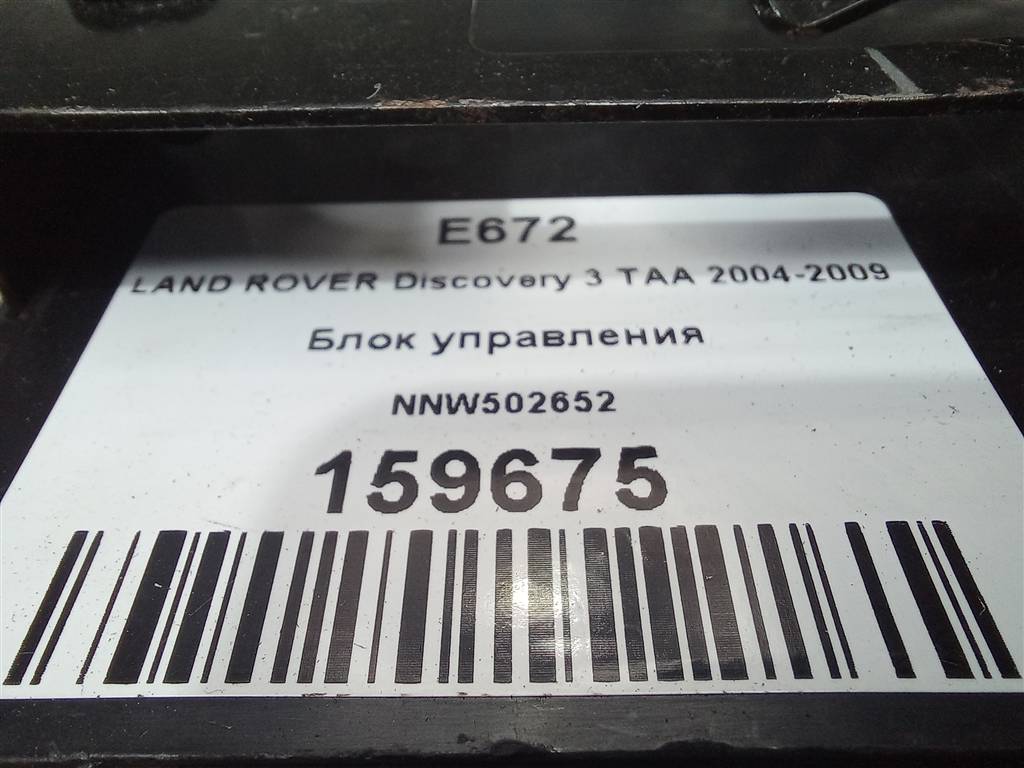 E672
LAND ROVER Discovery 3 TAA 2004-2009
Блок управления
NNW502652
159675